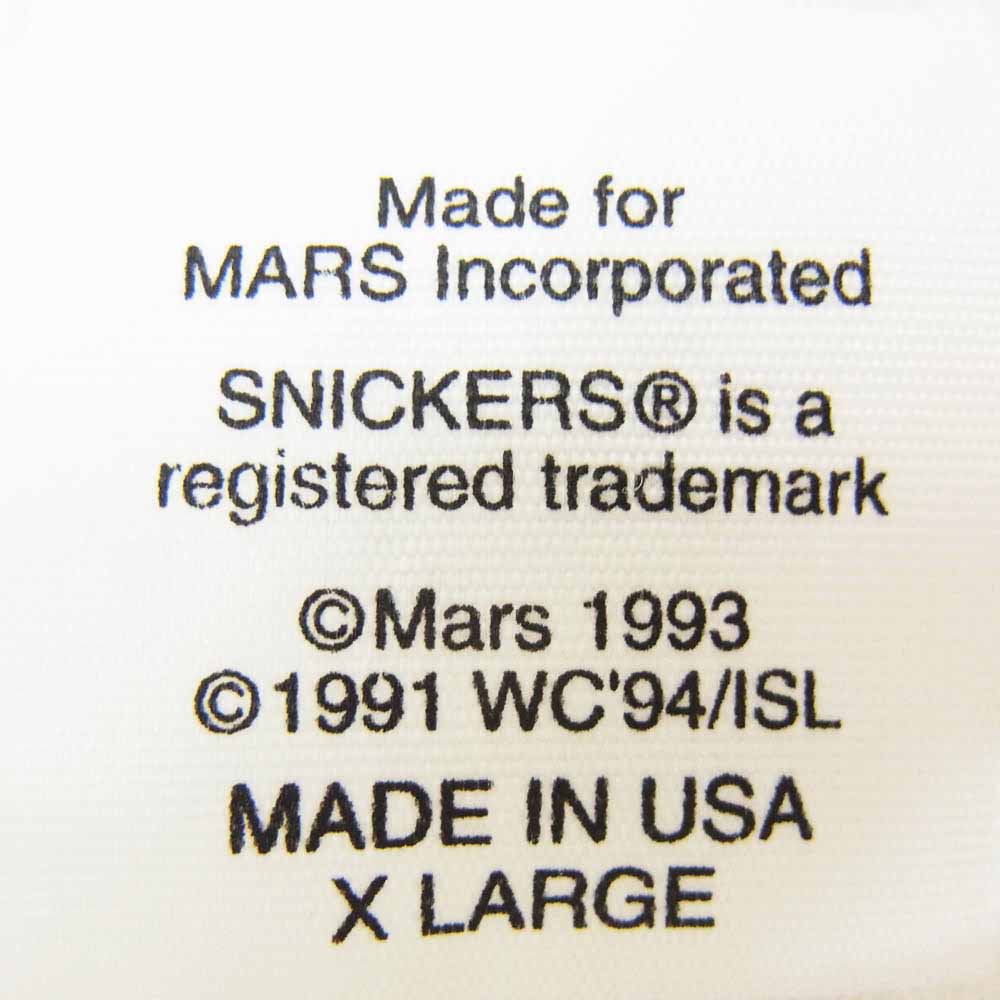 Made for
MARS Incorporated
SNICKERS® is a
registered trademark
©Mars 1993
©1991 WC'94/ISL
MADE IN USA
X LARGE